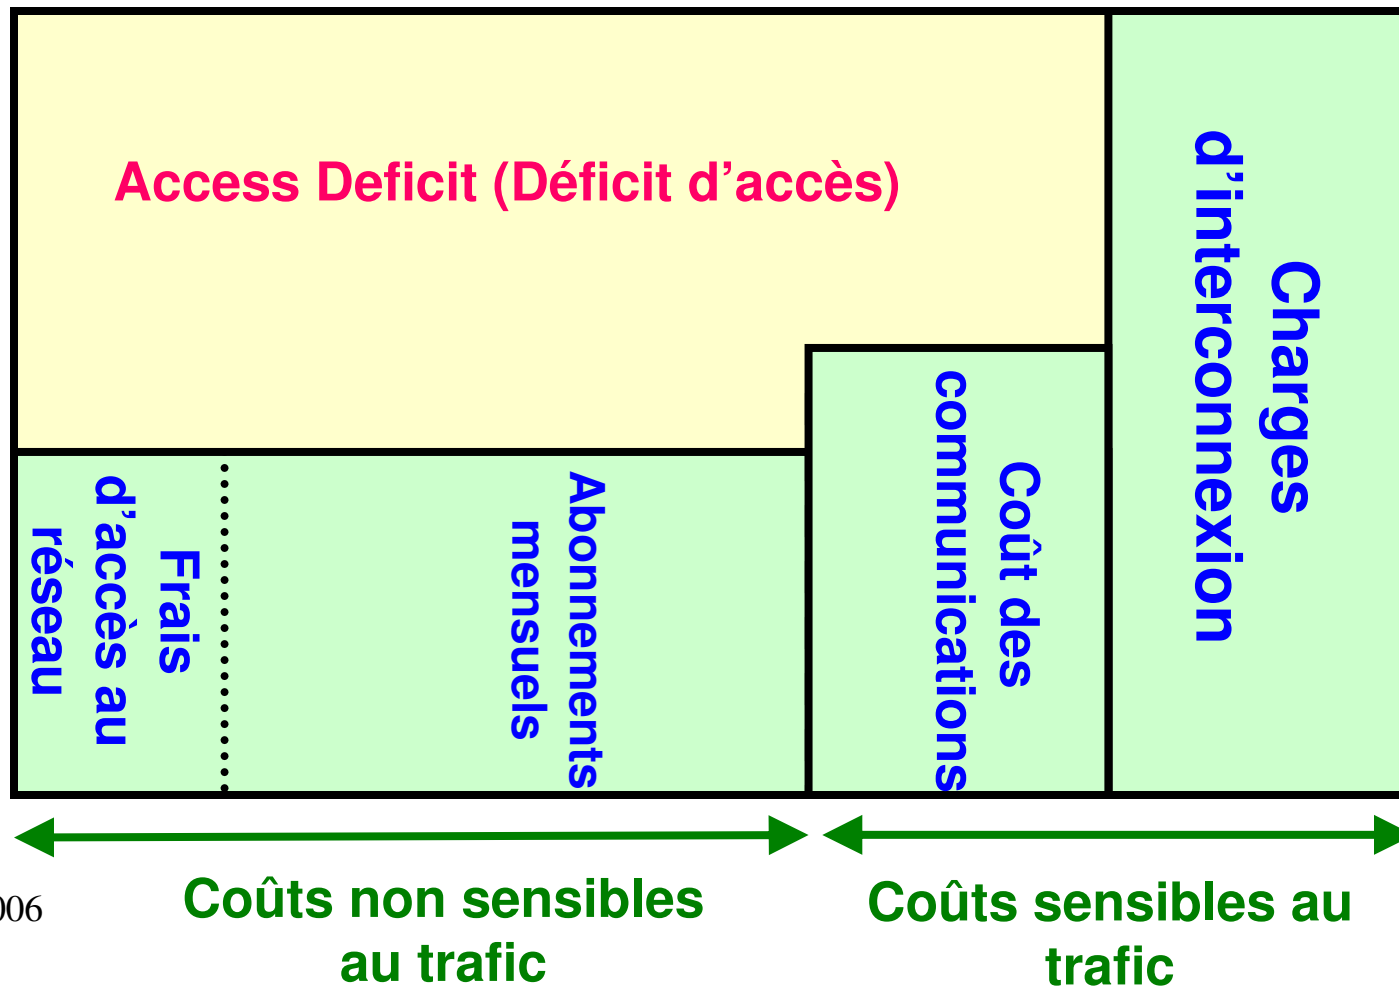 Access Deficit (Déficit d’accès)
Frais
d’accès au
réseau
Abonnements
mensuels
Coût des
communications
Charges
d’interconnexion
Coûts non sensibles
au trafic
Coûts sensibles au
trafic
006